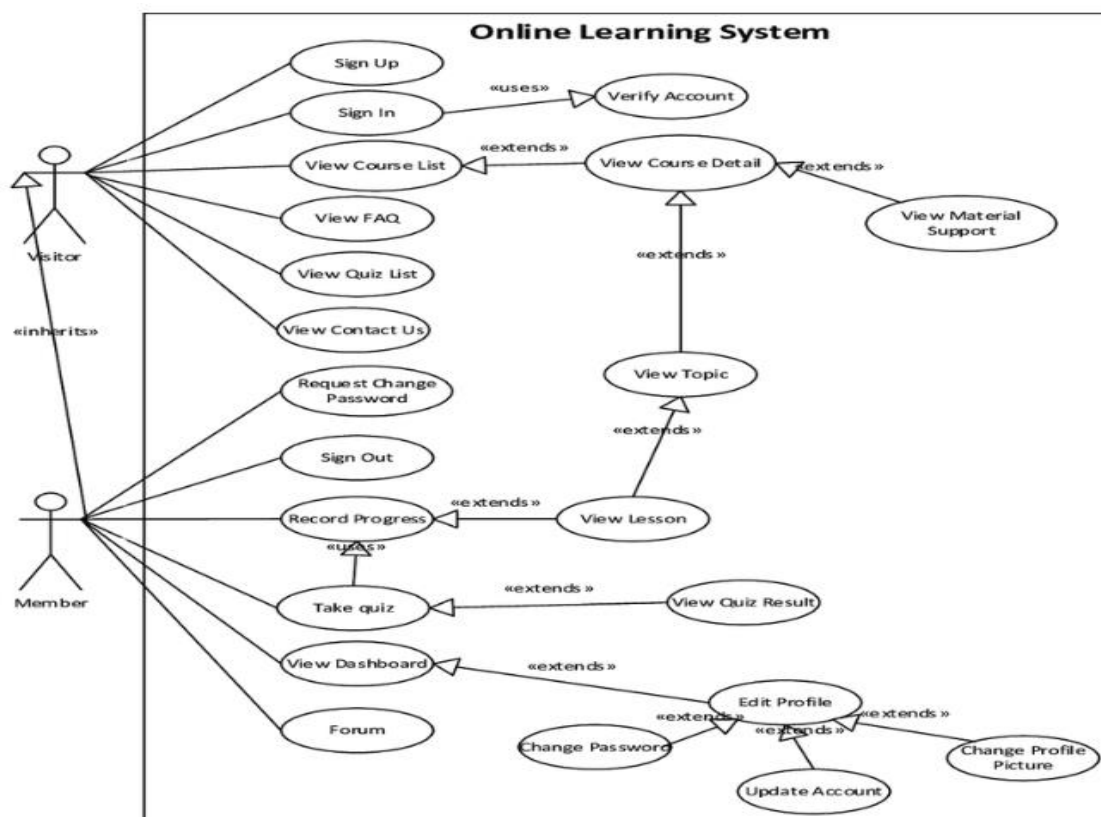 Online Learning System
Sign Up
«uses»
Verify Account
Sign In
«extends»
View Course List
View Course Detail
«extends»
View Material
Support
View FAQ
Visitor
«extends»
View Quiz List
«inherits»
View Contact Us
View Topic
Request Change
Password
«extends»
Sign Out
«extends»
Record Progress
View Lesson
«uses»
«extends»
Member
Take quiz
View Quiz Result
View Dashboard
«extends»
Edit Profile
«extends»
«extends»
«extends»
Forum
Change Password
Change Profile
Picture
Update Account